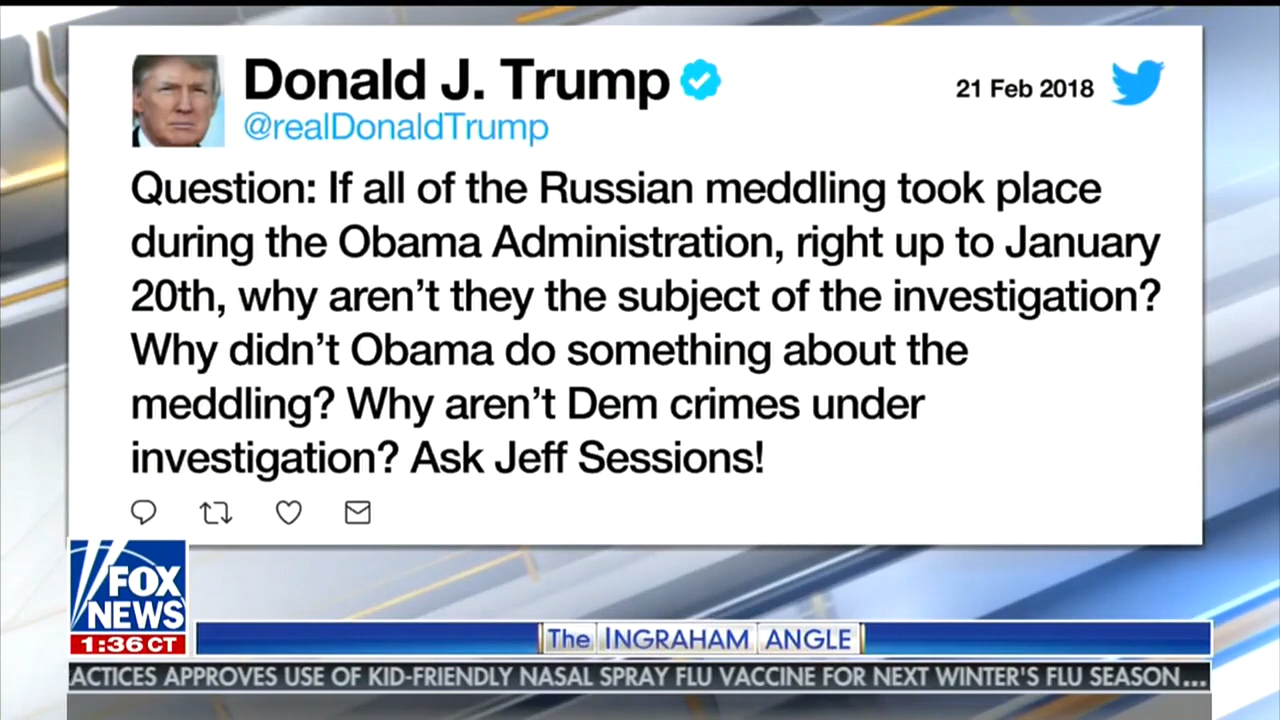 Donald J. Trump
@realDonaldTrump
21 Feb 2018
Question: If all of the Russian meddling took place
during the Obama Administration, right up to January
20th, why aren’t they the subject of the investigation?
Why didn’t Obama do something about the
meddling? Why aren’t Dem crimes under
investigation? Ask Jeff Sessions!
FOX
NEWS
1:36 CT
The INGRAHAM ANGLE
ACTICES APPROVES USE OF KID-FRIENDLY NASAL SPRAY FLU VACCINE FOR NEXT WINTER'S FLU SEASON...